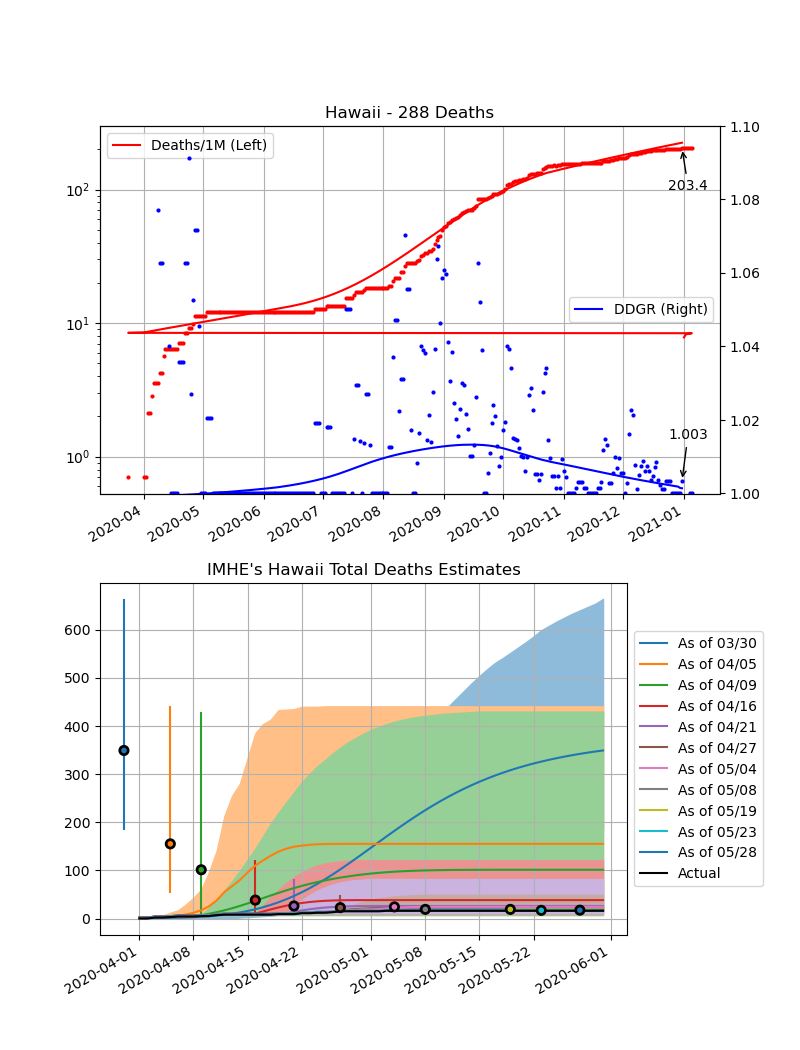 Hawaii - 288 Deaths
Deaths/1M (Left)
DDGR (Right)
203.4
1.003
10²
10¹
10⁰
1.10
1.08
1.06
1.04
1.02
1.00
2020-04
2020-05
2020-06
2020-07
2020-08
2020-09
2020-10
2020-11
2020-12
2021-01
IMHE's Hawaii Total Deaths Estimates
600
500
400
300
200
100
0
2020-04-01
2020-04-08
2020-04-15
2020-04-22
2020-05-01
2020-05-08
2020-05-15
2020-05-22
2020-06-01
As of 03/30
As of 04/05
As of 04/09
As of 04/16
As of 04/21
As of 04/27
As of 05/04
As of 05/08
As of 05/19
As of 05/23
As of 05/28
Actual